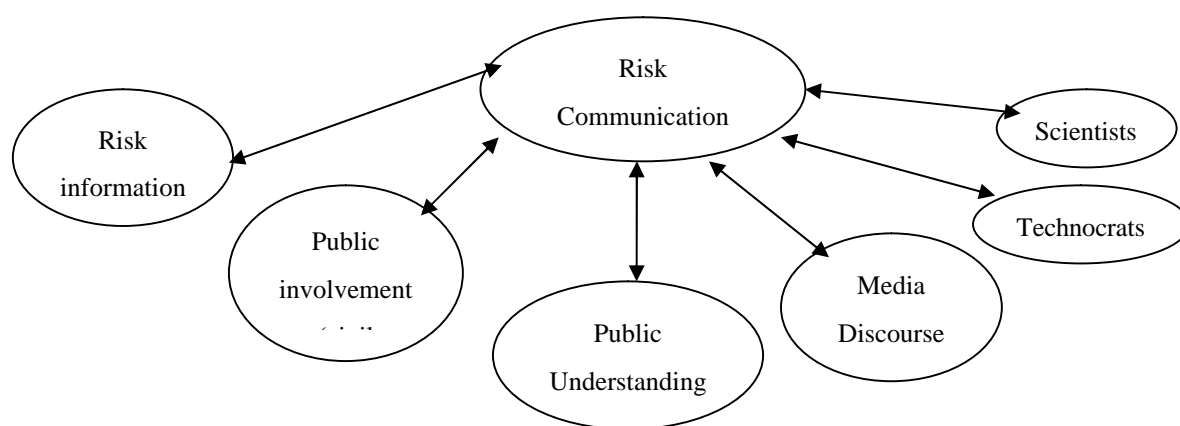 Risk
Communication
Risk
information
Public
involvement
Public
Understanding
Media
Discourse
Technocrats
Scientists